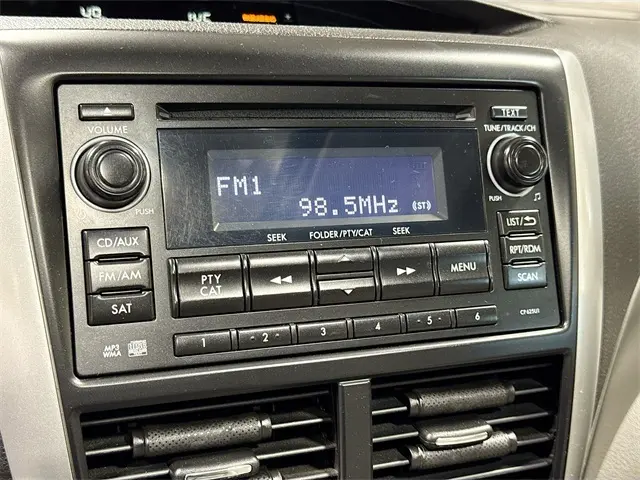 TEXT
VOLUME
TUNE/TRACK/CH
FM1
98.5MHz (ST)
PUSH
PUSH
SEEK FOLDER/PTY/CAT SEEK
CD/AUX
FM/AM
SAT
PTY
CAT
MENU
LIST/
RPT/RDM
SCAN
1 2 3 4 5 6
CP625U1
MP3
WMA